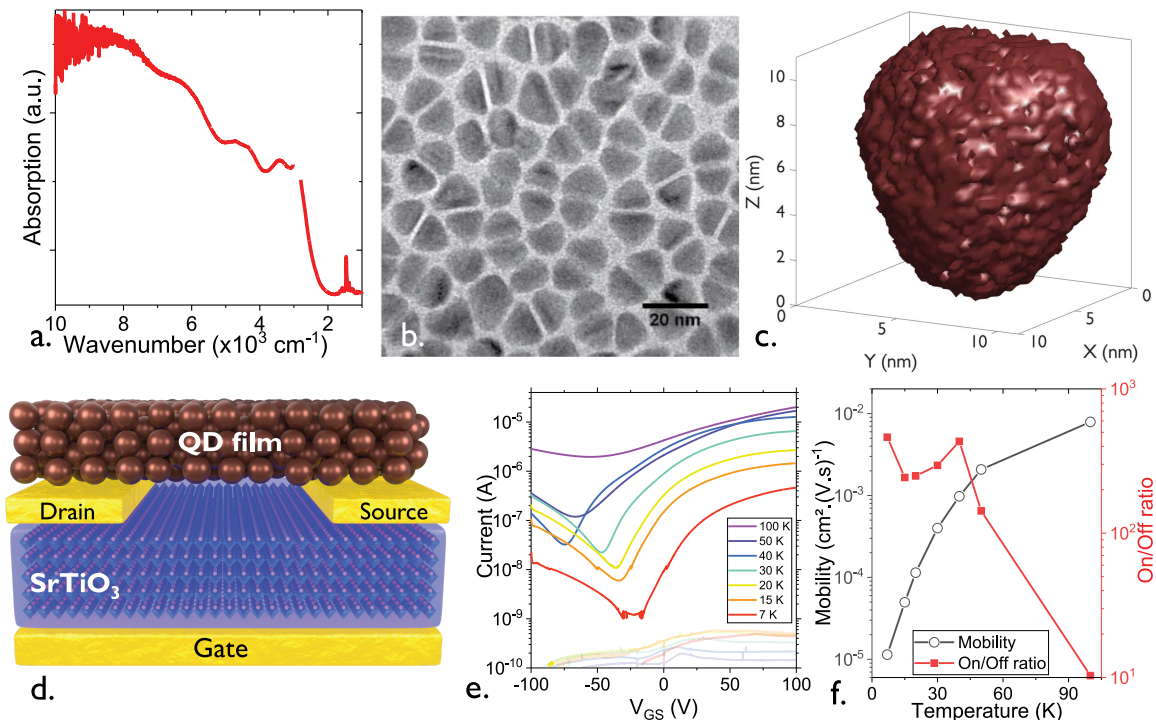 Absorption (a.u.)
10 8 6 4 2
Wavenumber (x10³ cm⁻¹)
a.
20 nm
b.
10
8
6
4
2
0
Z (nm)
0
5
10
Y (nm)
0
5
10
X (nm)
c.
QD film
Drain
Source
SrTiO₃
Gate
d.
10⁻⁵
10⁻⁶
10⁻⁷
10⁻⁸
10⁻⁹
10⁻¹⁰
Current (A)
100 K
50 K
40 K
30 K
20 K
15 K
7 K
-100 -50 0 50 100
V_GS (V)
e.
10⁻²
10⁻³
10⁻⁴
10⁻⁵
Mobility (cm².(V.s)⁻¹)
10³
10²
10¹
On/Off ratio
Mobility
On/Off ratio
0 30 60 90
Temperature (K)
f.